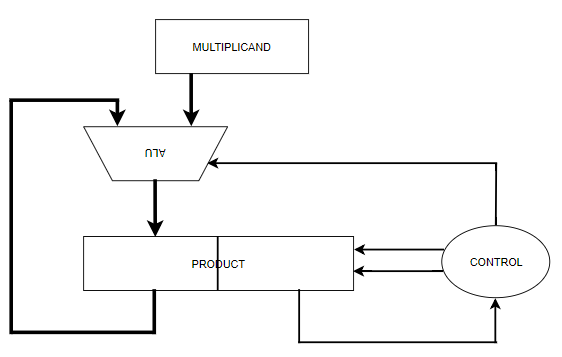 MULTIPLICAND
ALU
PRODUCT
CONTROL